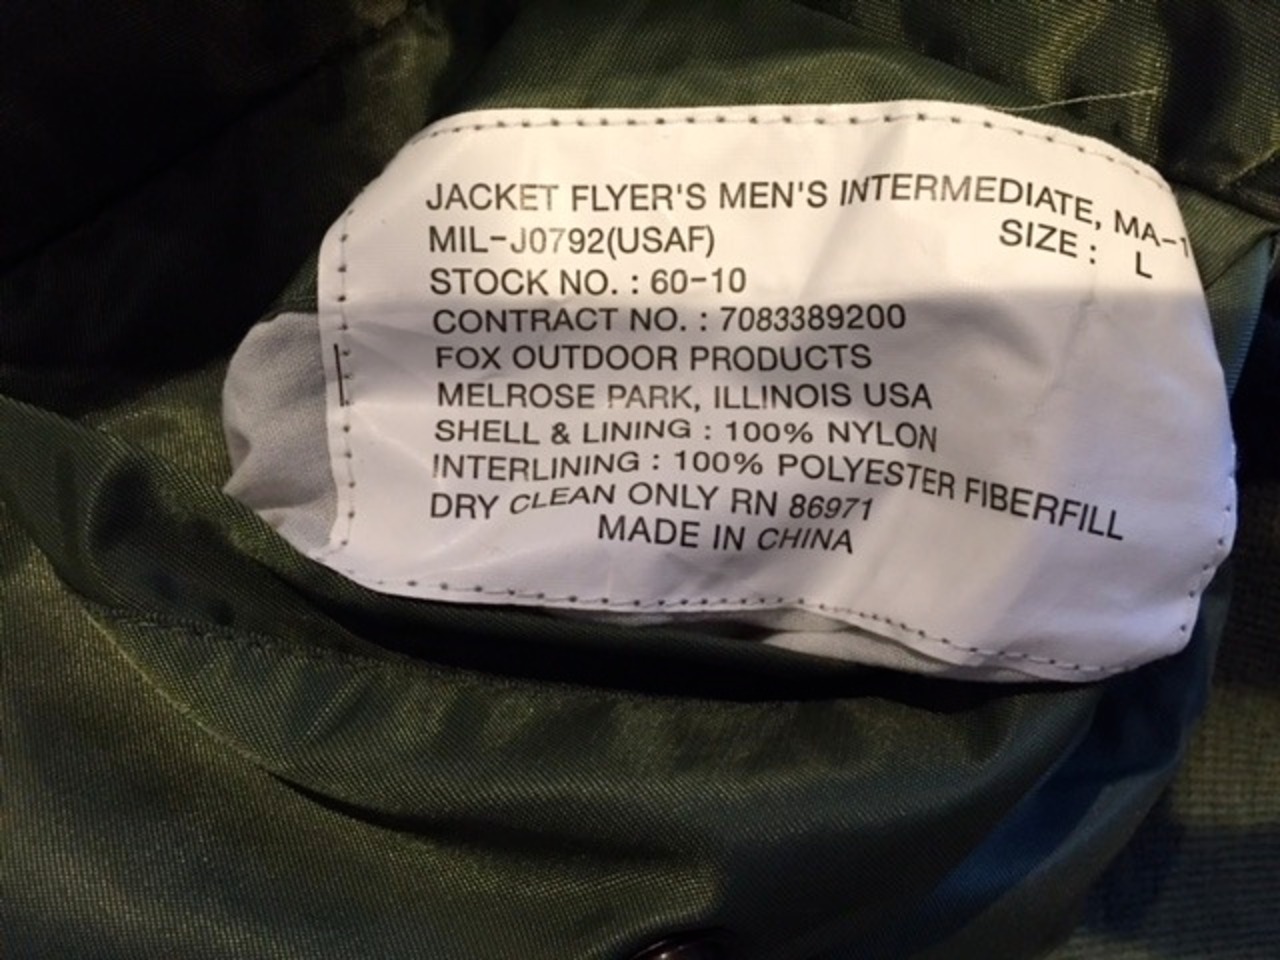 JACKET FLYER'S MEN'S INTERMEDIATE, MA-1
MIL-J0792(USAF)
SIZE : L
STOCK NO. : 60-10
CONTRACT NO. : 7083389200
FOX OUTDOOR PRODUCTS
MELROSE PARK, ILLINOIS USA
SHELL & LINING : 100% NYLON
INTERLINING : 100% POLYESTER FIBERFILL
DRY CLEAN ONLY RN 86971
MADE IN CHINA